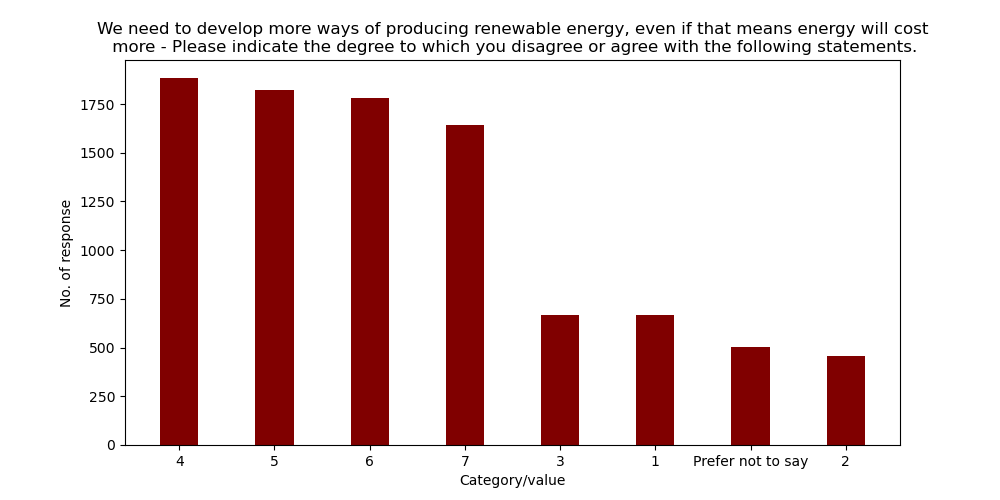 We need to develop more ways of producing renewable energy, even if that means energy will cost
more - Please indicate the degree to which you disagree or agree with the following statements.
No. of response
1750
1500
1250
1000
750
500
250
0
4 5 6 7 3 1 Prefer not to say 2
Category/value